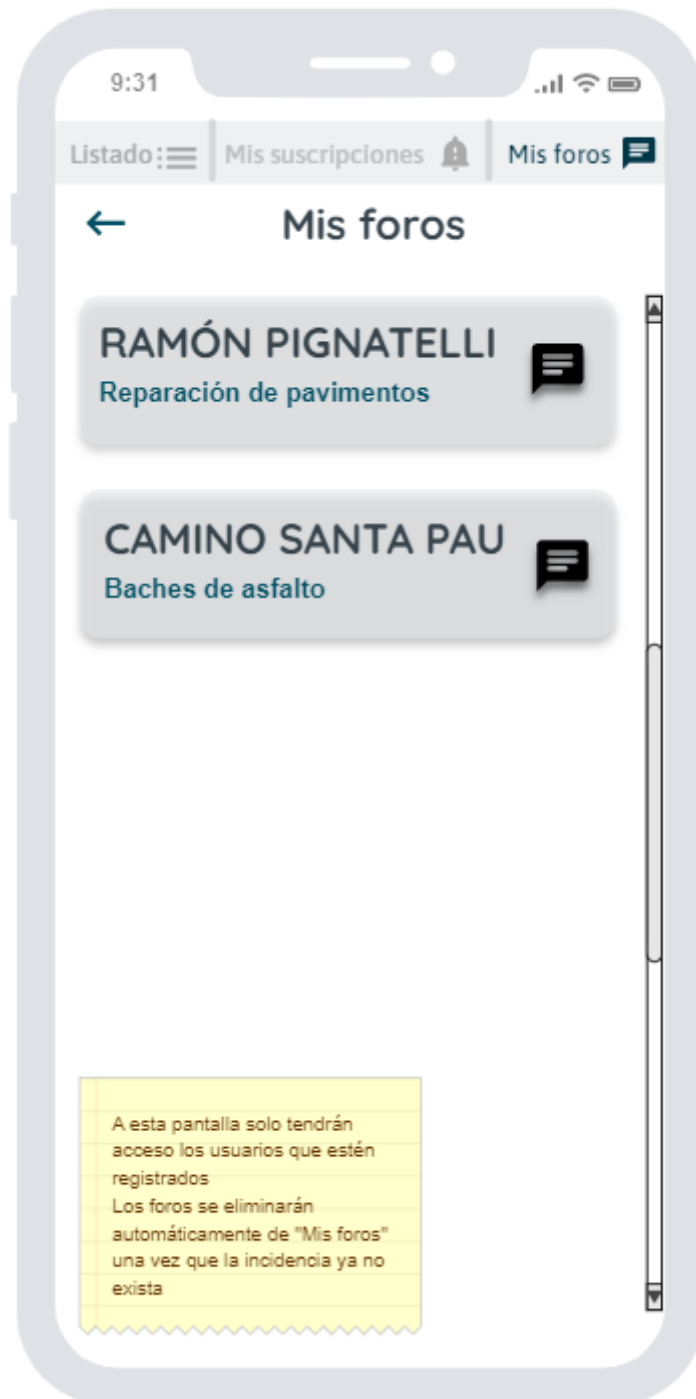 9:31
Listado
Mis suscripciones
Mis foros
Mis foros
RAMÓN PIGNATELLI
Reparación de pavimentos
CAMINO SANTA PAU
Baches de asfalto
A esta pantalla solo tendrán
acceso los usuarios que estén
registrados
Los foros se eliminarán
automáticamente de "Mis foros"
una vez que la incidencia ya no
exista